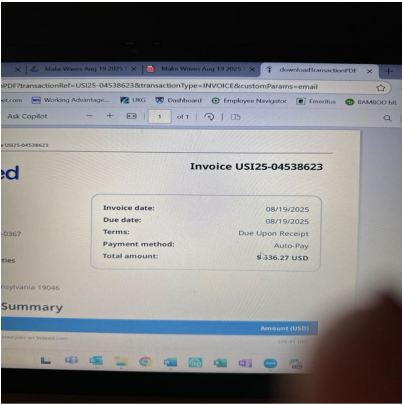 Make Waves Aug 19 2025
Make Waves Aug 19 2025
downloadTransactionPDF
PDF?transactionRef=USI25-04538623&transactionType=INVOICE&customParams=email
Working Advantage...
UKG
Dashboard
Employee Navigator
Emeritus
BAMBOO HR
Ask Copilot
1 of 1
USI25-04538623
ed
Invoice USI25-04538623
Invoice date: 08/19/2025
Due date: 08/19/2025
Terms: Due Upon Receipt
-0367
Payment method: Auto-Pay
Total amount: $336.27 USD
ties
nsylvania 19046
Summary
Amount (USD)